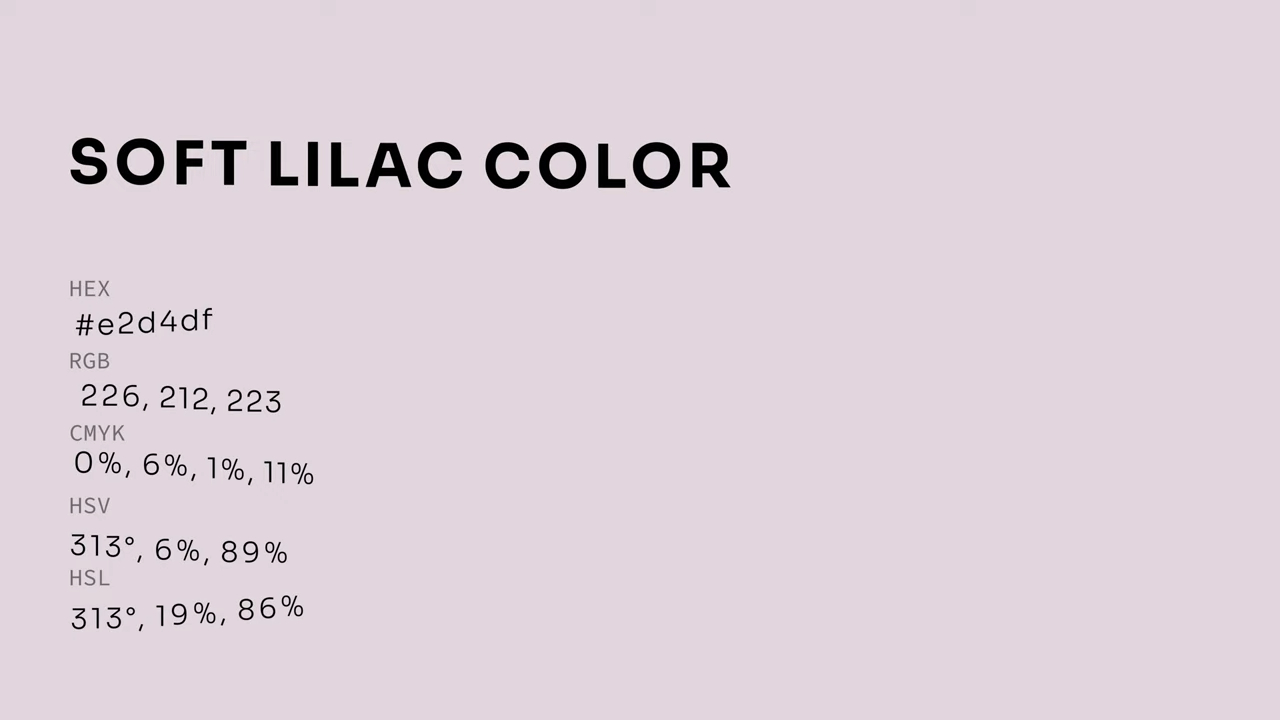 SOFT LILAC COLOR
HEX
#e2d4df
RGB
226, 212, 223
CMYK
0%, 6%, 1%, 11%
HSV
313°, 6%, 89%
HSL
313°, 19%, 86%